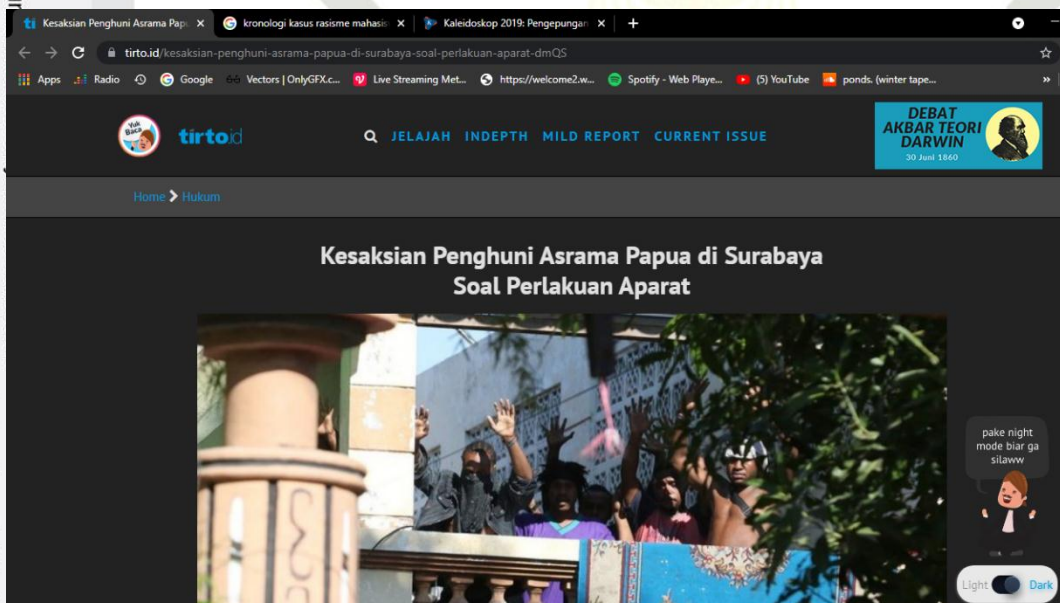 Kesaksian Penghuni Asrama Pap
kronologi kasus rasisme mahasis
Kaleidoskop 2019: Pengepungan
tirto.id/kesaksian-penghuni-asrama-papua-di-surabaya-soal-perlakuan-aparat-dmQS
Apps Radio Google Vectors | OnlyGFX.c... Live Streaming Met... https://welcome2.w... Spotify - Web Playe... (5) YouTube ponds. (winter tape... »
Yuk Baca
tirto.id
JELAJAH INDEPTH MILD REPORT CURRENT ISSUE
DEBAT
AKBAR TEORI
DARWIN
30 Juni 1860
Home > Hukum
Kesaksian Penghuni Asrama Papua di Surabaya
Soal Perlakuan Aparat
pake night
mode biar ga
silaww
Light Dark